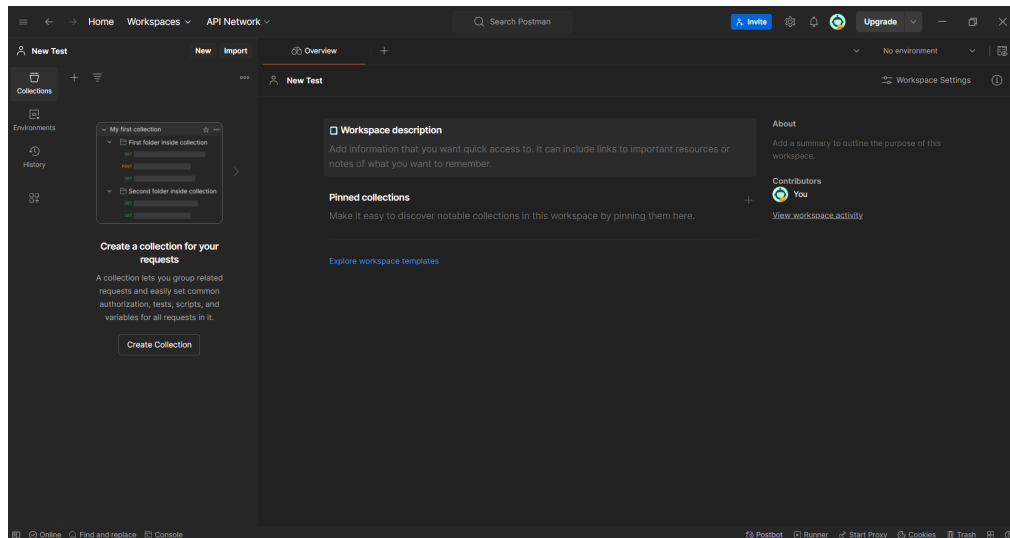 Home Workspaces API Network
Search Postman
Invite
Upgrade
New Test New Import
Overview
No environment
Collections
New Test
Workspace Settings
Environments
History
My first collection
First folder inside collection
GET
POST
GET
Second folder inside collection
GET
GET
Create a collection for your
requests
A collection lets you group related
requests and easily set common
authorization, tests, scripts, and
variables for all requests in it.
Create Collection
Workspace description
Add information that you want quick access to. It can include links to important resources or
notes of what you want to remember.
Pinned collections
Make it easy to discover notable collections in this workspace by pinning them here.
Explore workspace templates
About
Add a summary to outline the purpose of this
workspace.
Contributors
You
View workspace activity
Online Find and replace Console
Postbot Runner Start Proxy Cookies Trash